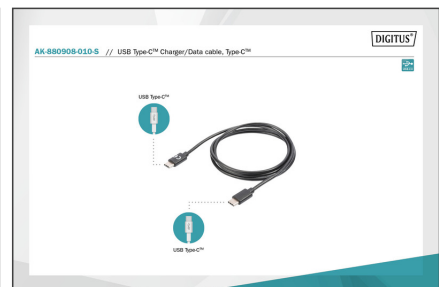 DIGITUS®
AK-880908-010-S // USB Type-C™ Charger/Data cable, Type-C™
USB Type-C™
USB Type-C™